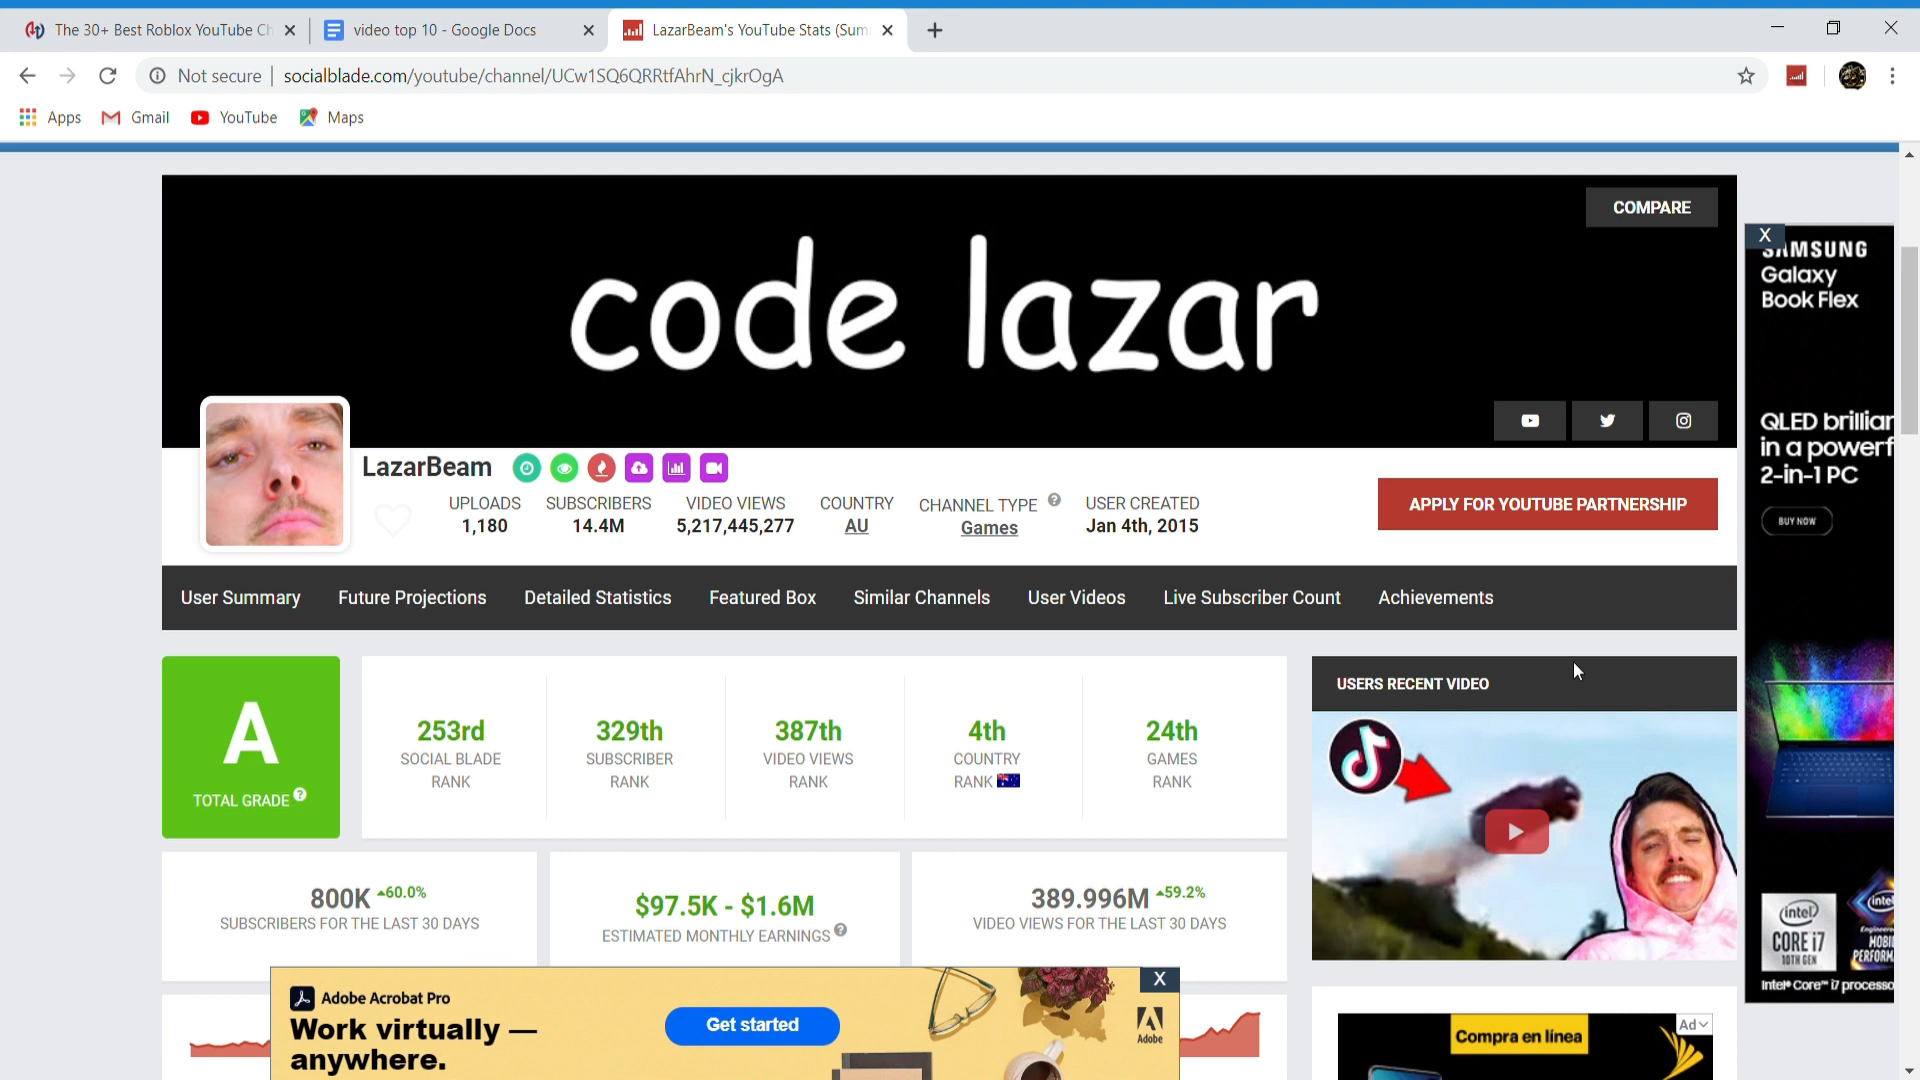 The 30+ Best Roblox YouTube Ch
video top 10 - Google Docs
LazarBeam's YouTube Stats (Sum
Not secure
socialblade.com/youtube/channel/UCw1SQ6QRRtfAhrN_cjkrOgA
Apps
Gmail
YouTube
Maps
COMPARE
code lazar
LazarBeam
UPLOADS
1,180
SUBSCRIBERS
14.4M
VIDEO VIEWS
5,217,445,277
COUNTRY
AU
CHANNEL TYPE
Games
USER CREATED
Jan 4th, 2015
APPLY FOR YOUTUBE PARTNERSHIP
User Summary
Future Projections
Detailed Statistics
Featured Box
Similar Channels
User Videos
Live Subscriber Count
Achievements
A
TOTAL GRADE
253rd
SOCIAL BLADE
RANK
329th
SUBSCRIBER
RANK
387th
VIDEO VIEWS
RANK
4th
COUNTRY
RANK
24th
GAMES
RANK
USERS RECENT VIDEO
800K 60.0%
SUBSCRIBERS FOR THE LAST 30 DAYS
$97.5K - $1.6M
ESTIMATED MONTHLY EARNINGS
389.996M 59.2%
VIDEO VIEWS FOR THE LAST 30 DAYS
X
Adobe Acrobat Pro
Work virtually —
anywhere.
Get started
Adobe
X
SAMSUNG
Galaxy
Book Flex
QLED brillian
in a powerf
2-in-1 PC
BUY NOW
intel
CORE i7
10TH GEN
intel
Engineered
MOBIL
PERFORM
Intel® Core™ i7 processo
Compra en línea
Ad